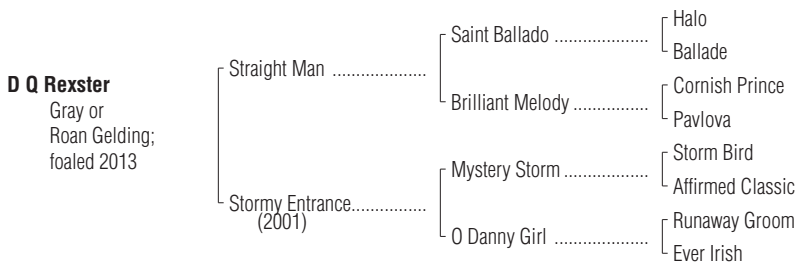 D Q Rexster
Gray or
Roan Gelding;
foaled 2013
Straight Man ...................
Stormy Entrance................
(2001)
Saint Ballado ...................
Brilliant Melody ................
Mystery Storm ..................
O Danny Girl ...................
Halo
Ballade
Cornish Prince
Pavlova
Storm Bird
Affirmed Classic
Runaway Groom
Ever Irish